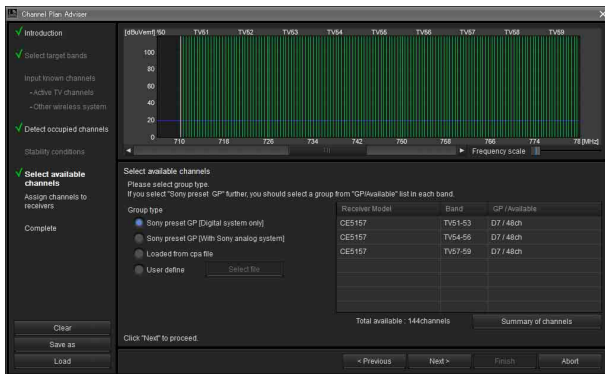 Channel Plan Adviser
Introduction
Select target bands
Input known channels
- Active TV channels
- Other wireless system
Detect occupied channels
Stability conditions
Select available channels
Assign channels to receivers
Complete
Clear
Save as
Load
[dBuVemf] 60 TV51 TV52 TV53 TV54 TV55 TV56 TV57 TV58 TV59
100
80
60
40
20
0
710 718 726 734 742 750 758 766 774 78 [MHz]
Frequency scale
Select available channels
Please select group type.
If you select "Sony preset GP" further, you should select a group from "GP/Available" list in each band.
Group type
Sony preset GP [Digital system only]
Sony preset GP [With Sony analog system]
Loaded from cpa file
User define Select file
Receiver Model Band GP / Available
CE5157 TV51-53 D7 / 48ch
CE5157 TV54-56 D7 / 48ch
CE5157 TV57-59 D7 / 48ch
Total available : 144channels Summary of channels
Click "Next" to proceed.
< Previous Next > Finish Abort